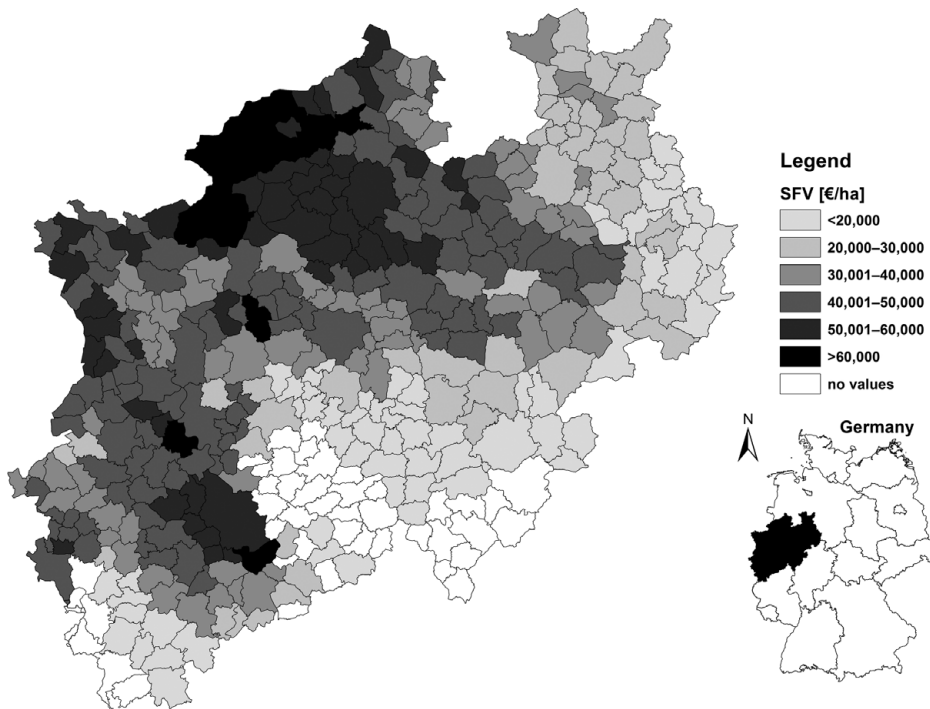 Legend
SFV [€/ha]
<20,000
20,000–30,000
30,001–40,000
40,001–50,000
50,001–60,000
>60,000
no values
N
Germany